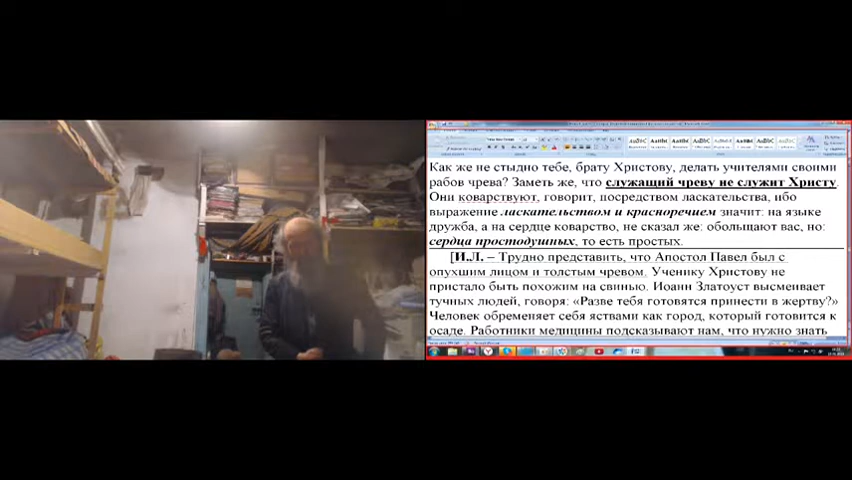 Как же не стыдно тебе, брату Христову, делать учителями своими
рабов чрева? Заметь же, что служащий чреву не служит Христу.
Они коварствуют, говорит, посредством ласкательства, ибо
выражение ласкательством и красноречием значит: на языке
дружба, а на сердце коварство, не сказал же: обольщают вас, но:
сердца простодушных, то есть простых.
[И.Л. – Трудно представить, что Апостол Павел был с
опухшим лицом и толстым чревом. Ученику Христову не
пристало быть похожим на свинью. Иоанн Златоуст высмеивает
тучных людей, говоря: «Разве тебя готовятся принести в жертву?»
Человек обременяет себя яствами как город, который готовится к
осаде. Работники медицины подсказывают нам, что нужно знать